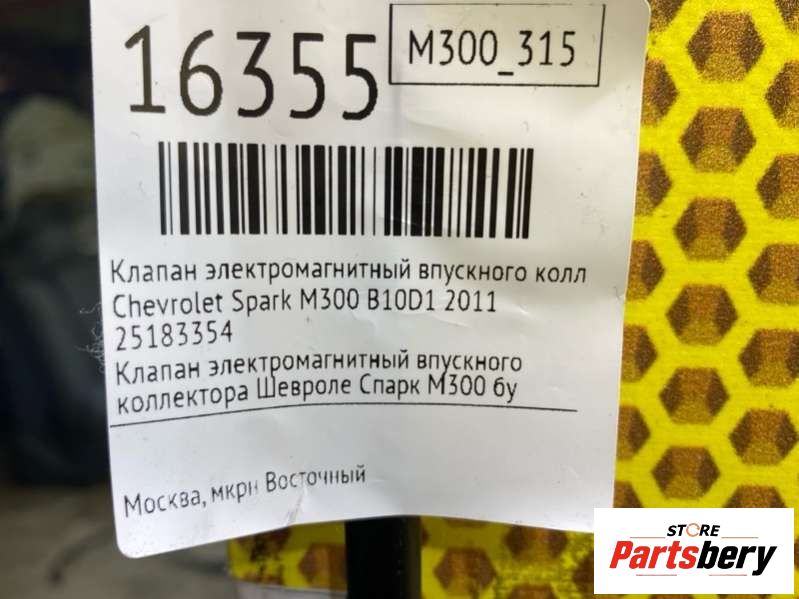 16355
M300_315
Клапан электромагнитный впускного колл
Chevrolet Spark M300 B10D1 2011
25183354
Клапан электромагнитный впускного
коллектора Шевроле Спарк М300 бу
Москва, мкрн Восточный
STORE
Partsbery